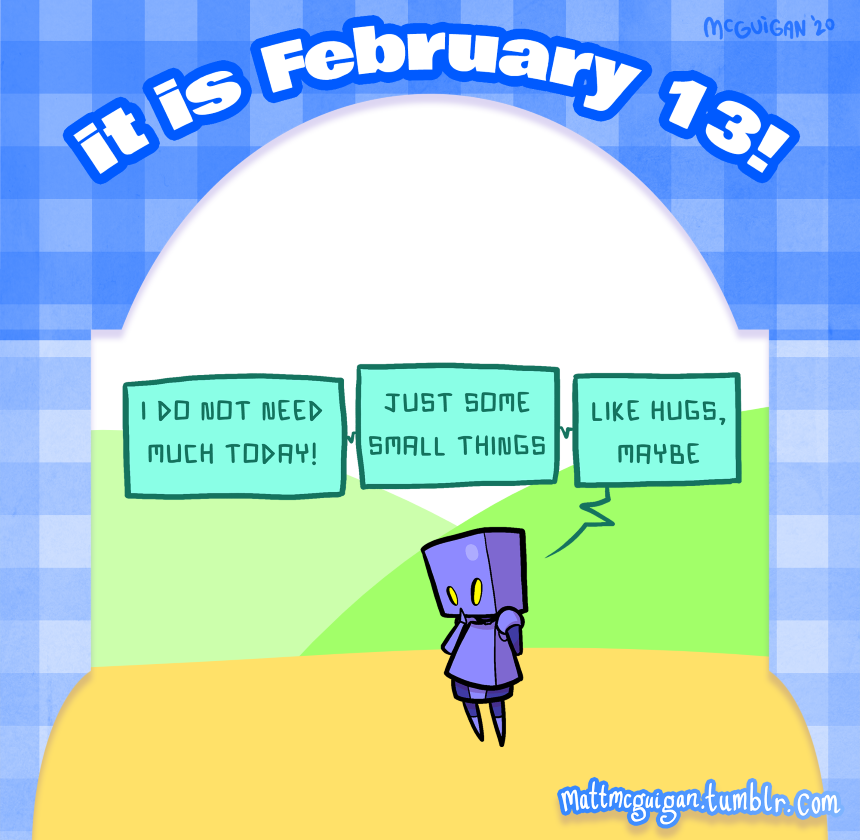 McGUiGAN '20
it is February 13!
I DO NOT NEED
MUCH TODAY!
JUST SOME
SMALL THINGS
LIKE HUGS,
MAYBE
mattmcguigan.tumblr.com